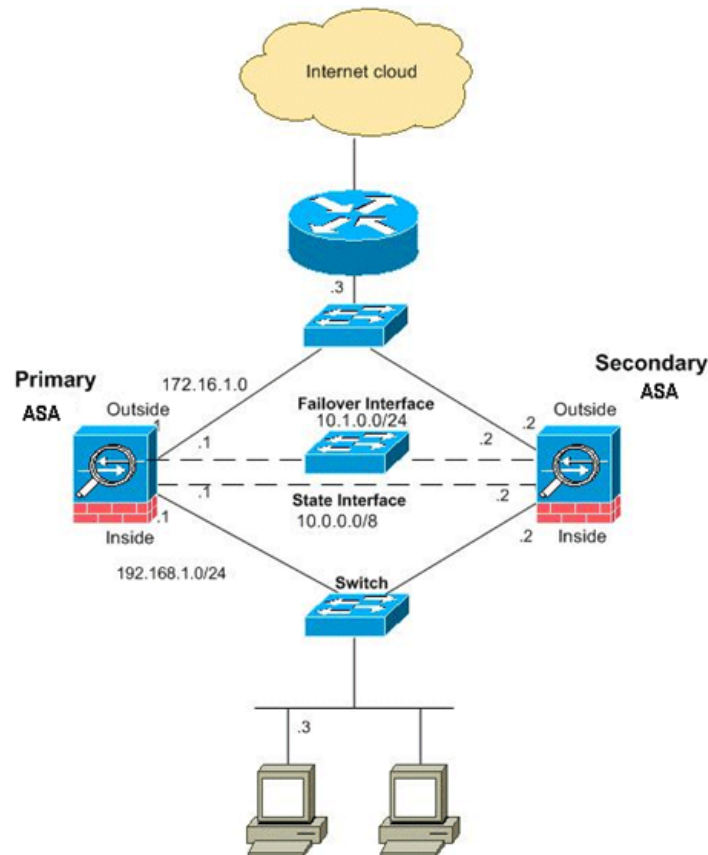 Internet cloud
.3
Primary
ASA
Secondary
ASA
172.16.1.0
Outside
.1
Failover Interface
10.1.0.0/24
.2
Outside
.1
.2
.1
State Interface
10.0.0.0/8
.2
.1
Inside
.2
Inside
192.168.1.0/24
Switch
.3